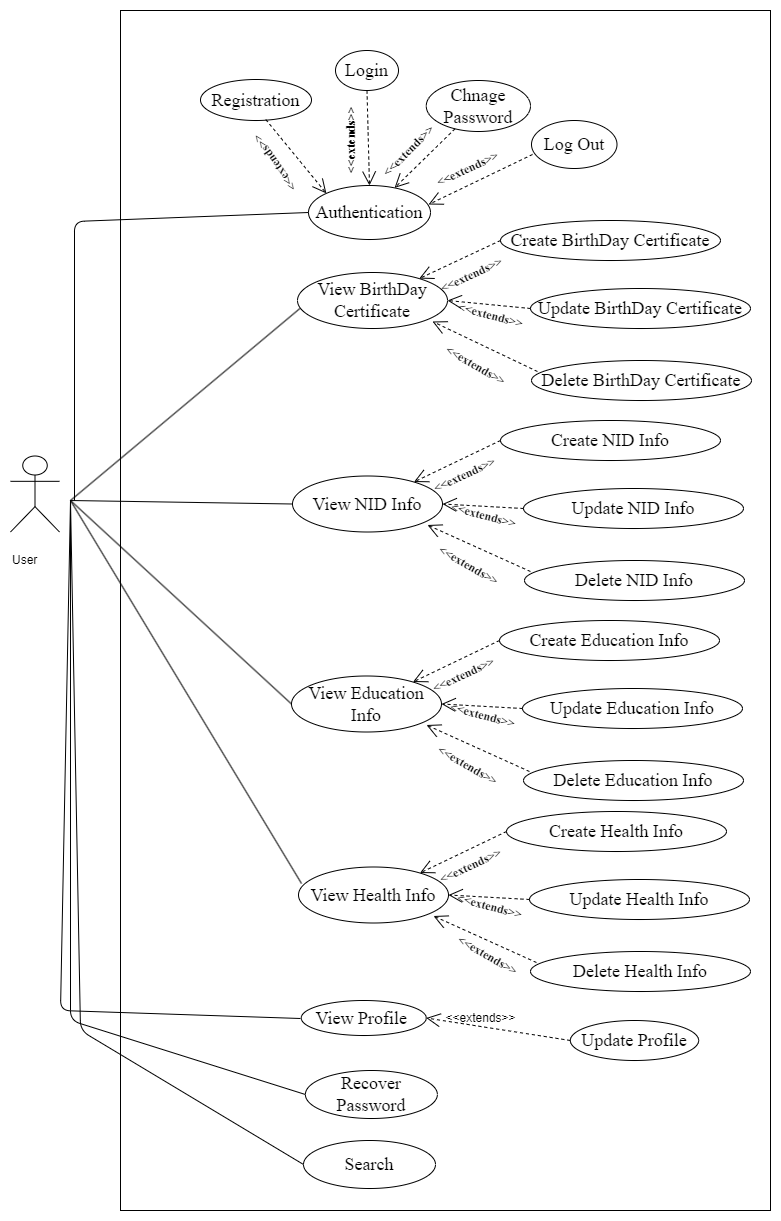 Login
Registration
Chnage
Password
Log Out
<<extends>>
<<extends>>
<<extends>>
<<extends>>
Authentication
Create BirthDay Certificate
View BirthDay
Certificate
<<extends>>
Update BirthDay Certificate
<<extends>>
<<extends>>
Delete BirthDay Certificate
Create NID Info
<<extends>>
View NID Info
Update NID Info
<<extends>>
User
<<extends>>
Delete NID Info
Create Education Info
<<extends>>
View Education
Info
Update Education Info
<<extends>>
<<extends>>
Delete Education Info
Create Health Info
<<extends>>
View Health Info
Update Health Info
<<extends>>
<<extends>>
Delete Health Info
View Profile
<<extends>>
Update Profile
Recover
Password
Search